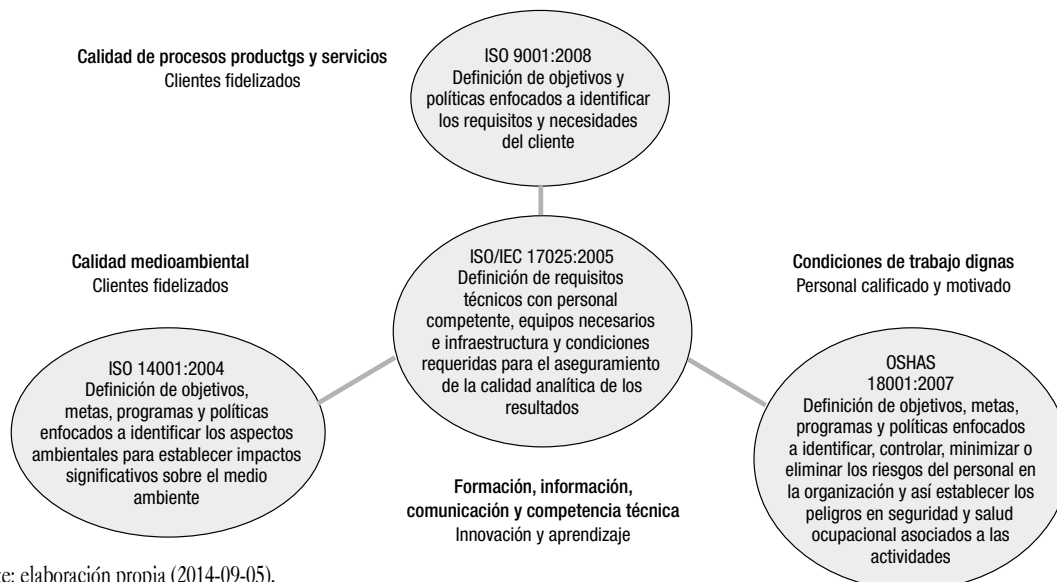 Calidad de procesos productgs y servicios
Clientes fidelizados
ISO 9001:2008
Definición de objetivos y
políticas enfocados a identificar
los requisitos y necesidades
del cliente
Calidad medioambiental
Clientes fidelizados
ISO/IEC 17025:2005
Definición de requisitos
técnicos con personal
competente, equipos necesarios
e infraestructura y condiciones
requeridas para el aseguramiento
de la calidad analítica de los
resultados
Condiciones de trabajo dignas
Personal calificado y motivado
ISO 14001:2004
Definición de objetivos,
metas, programas y políticas
enfocados a identificar los aspectos
ambientales para establecer impactos
significativos sobre el medio
ambiente
OSHAS
18001:2007
Definición de objetivos, metas,
programas y políticas enfocados
a identificar, controlar, minimizar o
eliminar los riesgos del personal en
la organización y así establecer los
peligros en seguridad y salud
ocupacional asociados a las
actividades
Formación, información,
comunicación y competencia técnica
Innovación y aprendizaje
elaboración propia (2014-09-05).